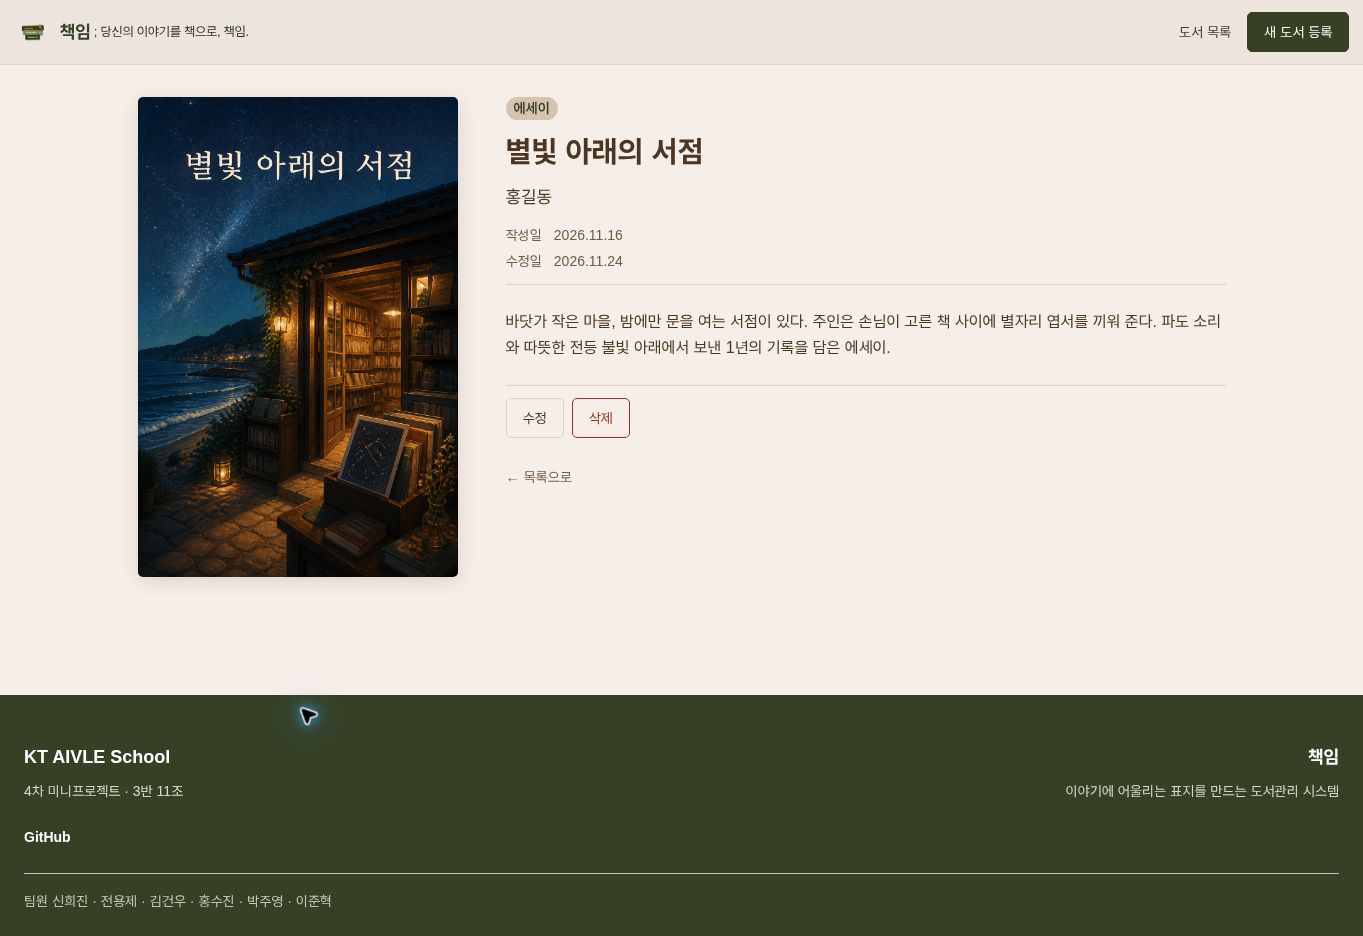 책임 ; 당신의 이야기를 책으로, 책임.
도서 목록
새 도서 등록
별빛 아래의 서점
에세이
별빛 아래의 서점
홍길동
작성일 2026.11.16
수정일 2026.11.24
바닷가 작은 마을, 밤에만 문을 여는 서점이 있다. 주인은 손님이 고른 책 사이에 별자리 엽서를 끼워 준다. 파도 소리
와 따뜻한 전등 불빛 아래에서 보낸 1년의 기록을 담은 에세이.
수정
삭제
← 목록으로
KT AIVLE School
4차 미니프로젝트 · 3반 11조
GitHub
책임
이야기에 어울리는 표지를 만드는 도서관리 시스템
팀원 신희진 · 전용제 · 김건우 · 홍수진 · 박주영 · 이준혁